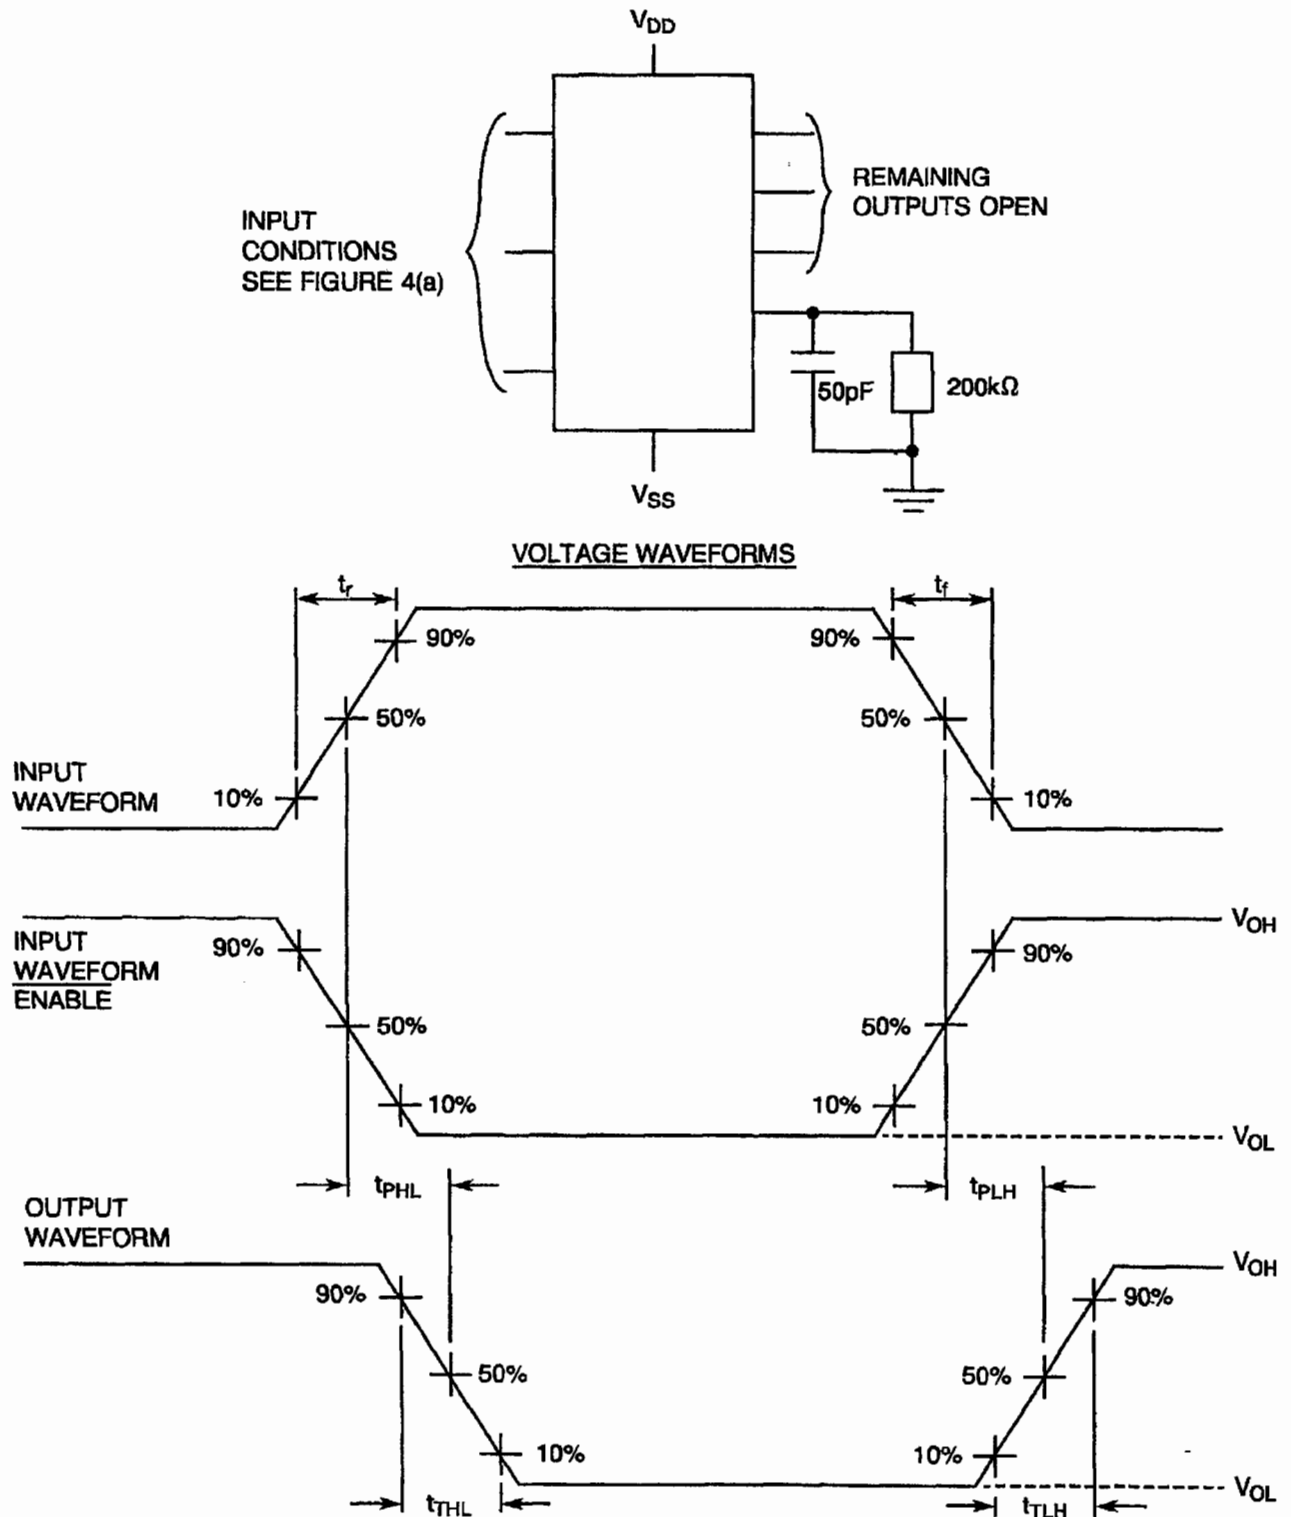 VDD
REMAINING
OUTPUTS OPEN
INPUT
CONDITIONS
SEE FIGURE 4(a)
50pF
200kΩ
VSS
VOLTAGE WAVEFORMS
tr
tf
90%
90%
50%
50%
INPUT
WAVEFORM
10%
10%
VOH
INPUT
WAVEFORM
ENABLE
90%
90%
50%
50%
10%
10%
VOL
tPHL
tPLH
OUTPUT
WAVEFORM
VOH
90%
90%
50%
50%
10%
10%
VOL
tTHL
tTLH